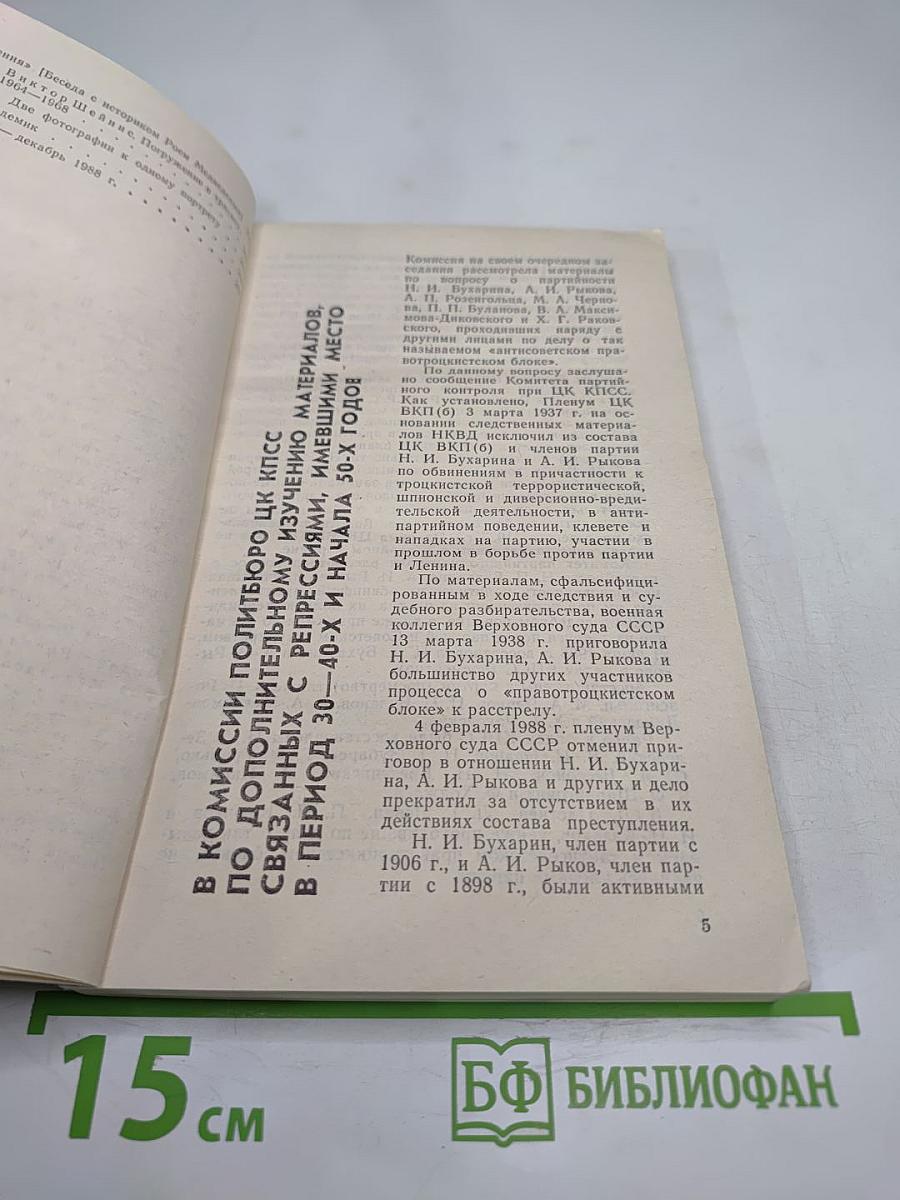 ения» [Беседа с историком Роем Медведевым]
Виктор Шейнис. Погружение в
1964—1968
Две фотографии к одному портрету
демик
— декабрь 1988 г.
В КОМИССИИ ПОЛИТБЮРО ЦК КПСС
ПО ДОПОЛНИТЕЛЬНОМУ ИЗУЧЕНИЮ МАТЕРИАЛОВ,
СВЯЗАННЫХ С РЕПРЕССИЯМИ, ИМЕВШИМИ МЕСТО
В ПЕРИОД 30—40-Х И НАЧАЛА 50-Х ГОДОВ
Комиссия на своем очередном за-
седании рассмотрела материалы
по вопросу о партийности
Н. И. Бухарина, А. И. Рыкова,
А. П. Розенгольца, М. А. Черно-
ва, П. П. Буланова, В. А. Макси-
мова-Диковского и Х. Г. Раков-
ского, проходивших наряду с
другими лицами по делу о так
называемом «антисоветском пра-
вотроцкистском блоке».
По данному вопросу заслуша-
но сообщение Комитета партий-
ного контроля при ЦК КПСС.
Как установлено, Пленум ЦК
ВКП(б) 3 марта 1937 г. на ос-
новании следственных материа-
лов НКВД исключил из состава
ЦК ВКП(б) и членов партии
Н. И. Бухарина и А. И. Рыкова
по обвинениям в причастности к
троцкистской террористической,
шпионской и диверсионно-вреди-
тельской деятельности, в анти-
партийном поведении, клевете и
нападках на партию, участии в
прошлом в борьбе против партии
и Ленина.
По материалам, сфальсифици-
рованным в ходе следствия и су-
дебного разбирательства, военная
коллегия Верховного суда СССР
13 марта 1938 г. приговорила
Н. И. Бухарина, А. И. Рыкова и
большинство других участников
процесса о «правотроцкистском
блоке» к расстрелу.
4 февраля 1988 г. пленум Вер-
ховного суда СССР отменил при-
говор в отношении Н. И. Бухари-
на, А. И. Рыкова и других и дело
прекратил за отсутствием в их
действиях состава преступления.
Н. И. Бухарин, член партии с
1906 г., и А. И. Рыков, член пар-
тии с 1898 г., были активными
5
15 см
БФ БИБЛИОФАН